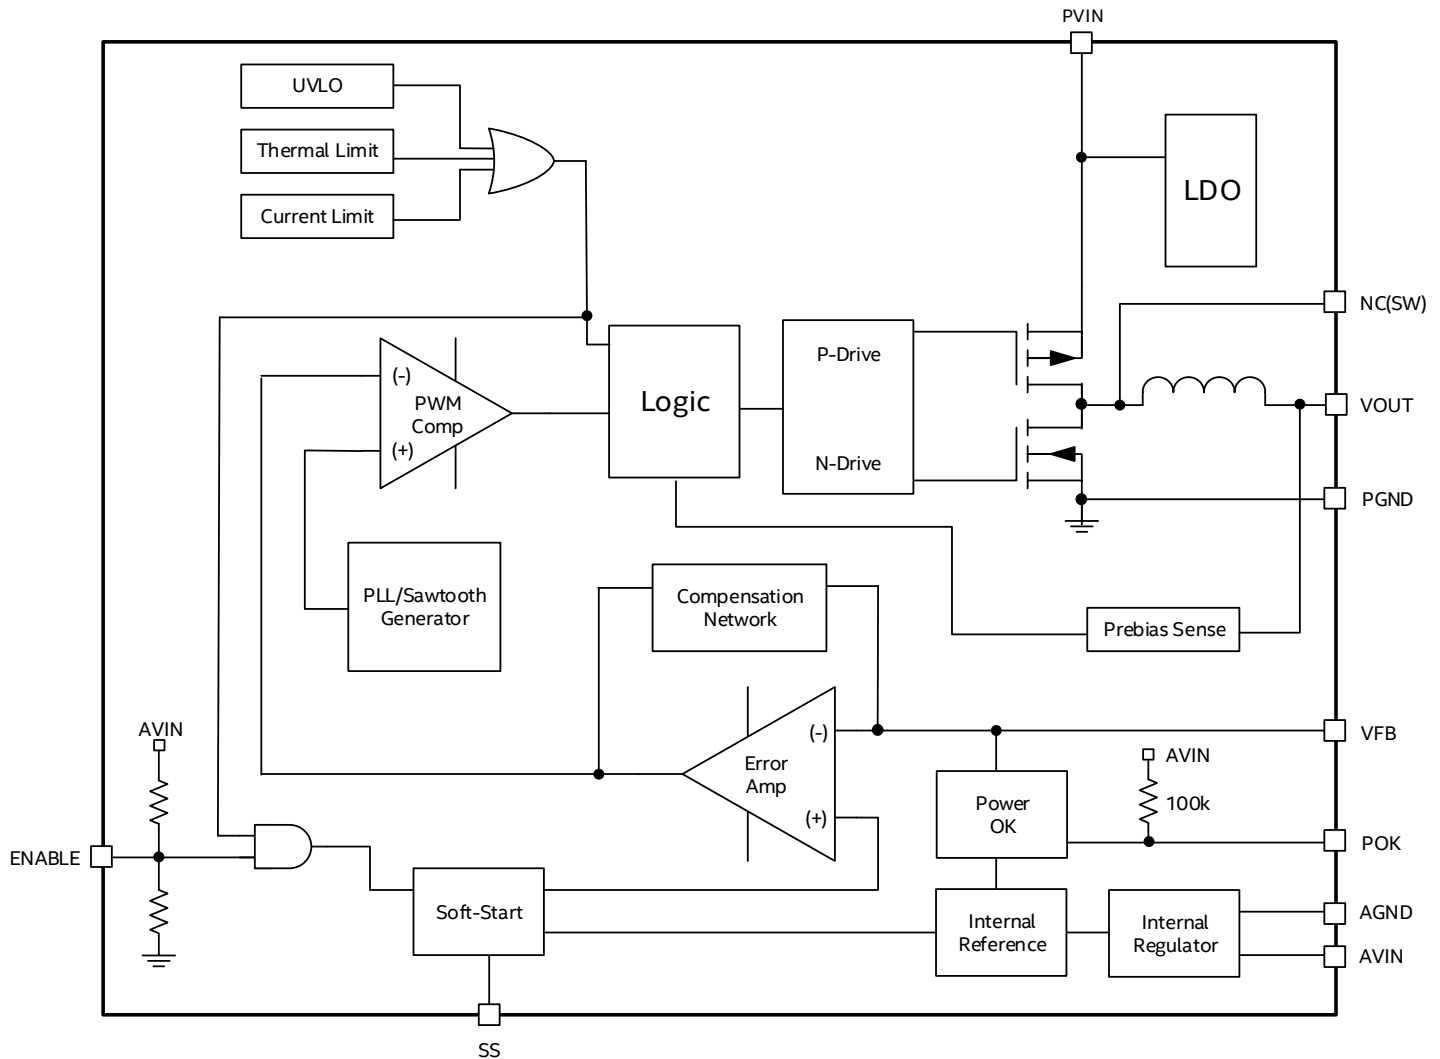 PVIN
UVLO
Thermal Limit
Current Limit
LDO
NC(SW)
P-Drive
(-)
PWM
Comp
(+)
Logic
VOUT
N-Drive
PGND
PLL/Sawtooth
Generator
Compensation
Network
Prebias Sense
AVIN
(-)
VFB
Error
Amp
(+)
AVIN
100k
Power
OK
POK
ENABLE
Soft-Start
Internal
Reference
Internal
Regulator
AGND
AVIN
SS